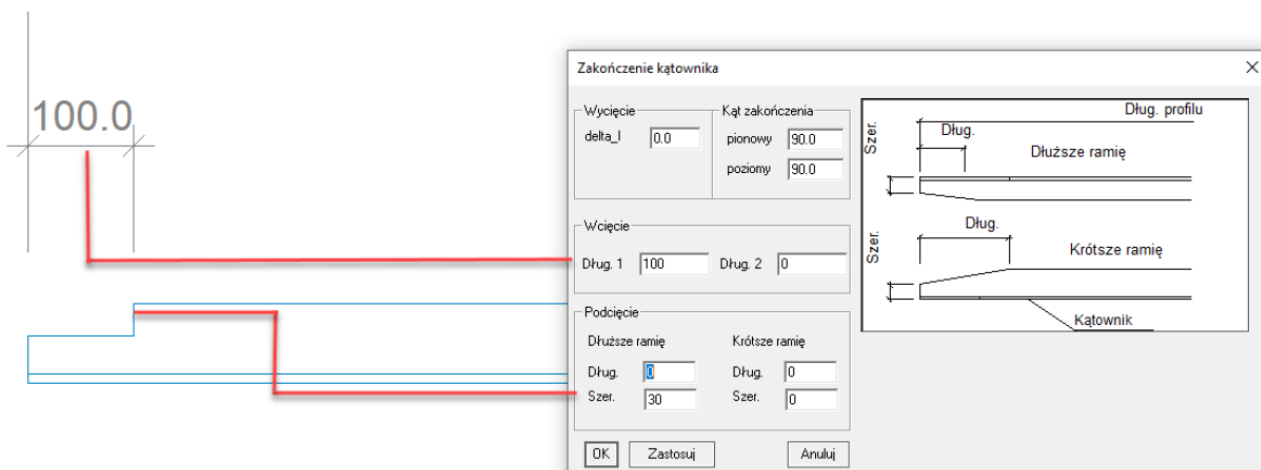 100.0
Zakończenie kątownika
Wycięcie
delta_l 0.0
Kąt zakończenia
pionowy 90.0
poziomy 90.0
Wcięcie
Dług. 1 100 Dług. 2 0
Podcięcie
Dłuższe ramię Krótsze ramię
Dług. 0 Dług. 0
Szer. 30 Szer. 0
OK Zastosuj Anuluj
Dług. profilu
Szer.
Dług.
Dłuższe ramię
Dług.
Szer.
Krótsze ramię
Kątownik